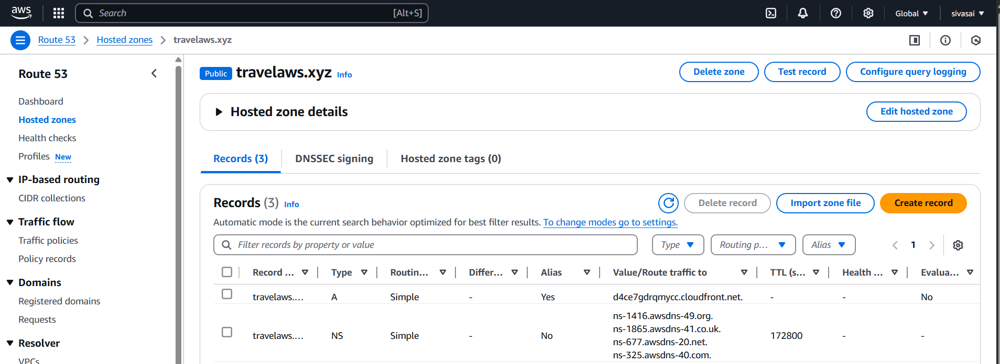 aws
Search [Alt+S] Global sivasai
Route 53 Hosted zones travelaws.xyz
Route 53
Dashboard
Hosted zones
Health checks
Profiles New
IP-based routing
CIDR collections
Traffic flow
Traffic policies
Policy records
Domains
Registered domains
Requests
Resolver
VPCs
Public travelaws.xyz Info Delete zone Test record Configure query logging
Hosted zone details Edit hosted zone
Records (3) DNSSEC signing Hosted zone tags (0)
Records (3) Info Delete record Import zone file Create record
Automatic mode is the current search behavior optimized for best filter results. To change modes go to settings.
Filter records by property or value Type Routing p... Alias 1
Record ... Type Routin... Differ... Alias Value/Route traffic to TTL (s... Health ... Evalua...
travelaws.... A Simple - Yes d4ce7gdrqmycc.cloudfront.net. - - No
travelaws.... NS Simple - No ns-1416.awsdns-49.org. 172800 - -
ns-1865.awsdns-41.co.uk.
ns-677.awsdns-20.net.
ns-325.awsdns-40.com.